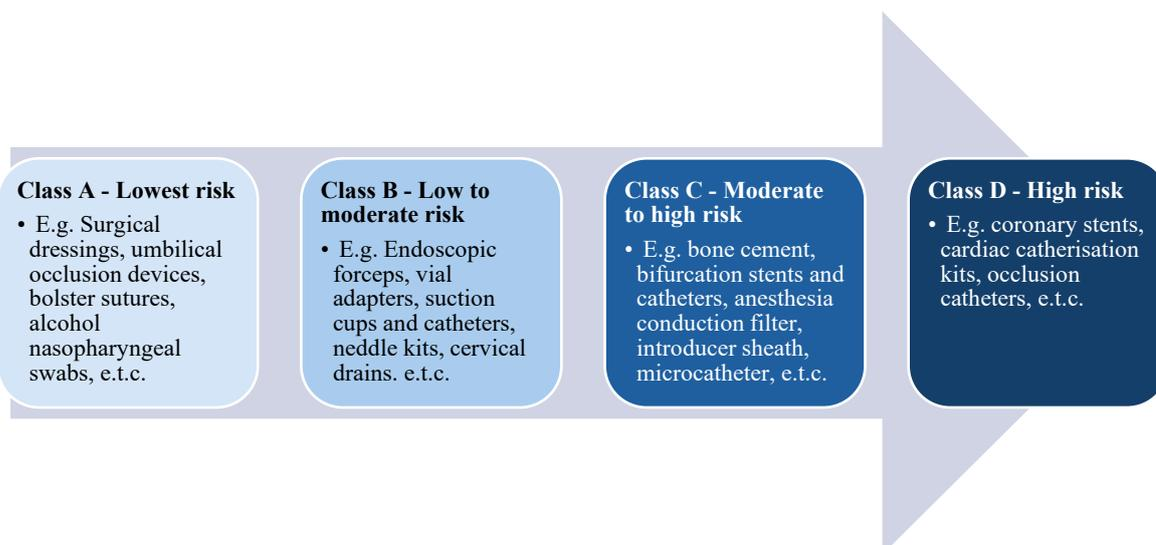 Class A - Lowest risk
• E.g. Surgical
dressings, umbilical
occlusion devices,
bolster sutures,
alcohol
nasopharyngeal
swabs, e.t.c.
Class B - Low to
moderate risk
• E.g. Endoscopic
forceps, vial
adapters, suction
cups and catheters,
neddle kits, cervical
drains. e.t.c.
Class C - Moderate
to high risk
• E.g. bone cement,
bifurcation stents and
catheters, anesthesia
conduction filter,
introducer sheath,
microcatheter, e.t.c.
Class D - High risk
• E.g. coronary stents,
cardiac catherisation
kits, occlusion
catheters, e.t.c.